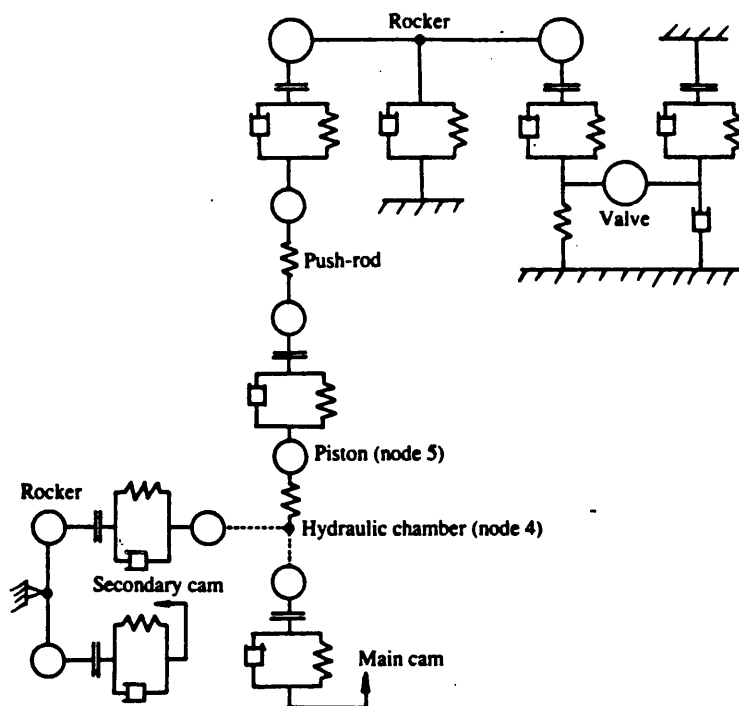 Rocker
Valve
Push-rod
Piston (node 5)
Rocker
Hydraulic chamber (node 4)
Secondary cam
Main cam